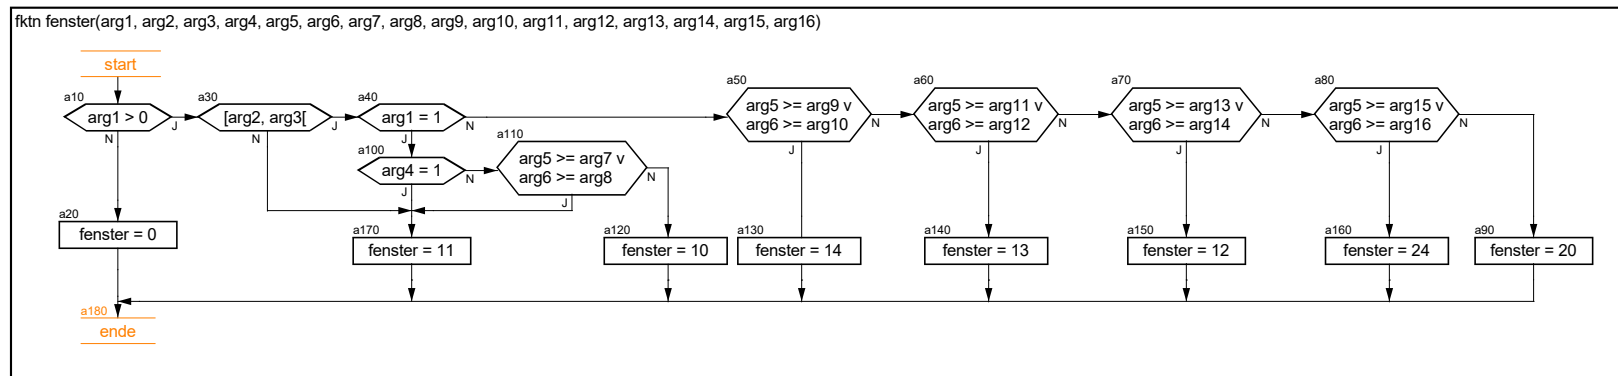 fktn fenster(arg1, arg2, arg3, arg4, arg5, arg6, arg7, arg8, arg9, arg10, arg11, arg12, arg13, arg14, arg15, arg16)
start
a10
arg1 > 0
J
N
a30
[arg2, arg3[
J
N
a40
arg1 = 1
N
J
a100
arg4 = 1
N
J
a110
arg5 >= arg7 v
arg6 >= arg8
N
J
a50
arg5 >= arg9 v
arg6 >= arg10
N
J
a60
arg5 >= arg11 v
arg6 >= arg12
N
J
a70
arg5 >= arg13 v
arg6 >= arg14
N
J
a80
arg5 >= arg15 v
arg6 >= arg16
N
J
a20
fenster = 0
a170
fenster = 11
a120
fenster = 10
a130
fenster = 14
a140
fenster = 13
a150
fenster = 12
a160
fenster = 24
a90
fenster = 20
a180
ende